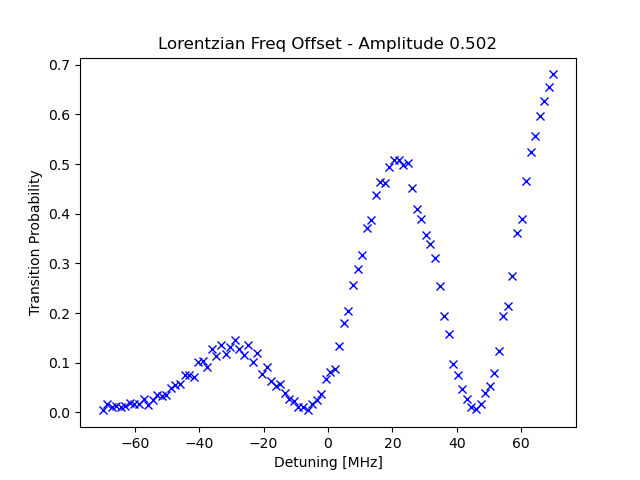 Lorentzian Freq Offset - Amplitude 0.502
Transition Probability
0.7
0.6
0.5
0.4
0.3
0.2
0.1
0.0
−60 −40 −20 0 20 40 60
Detuning [MHz]